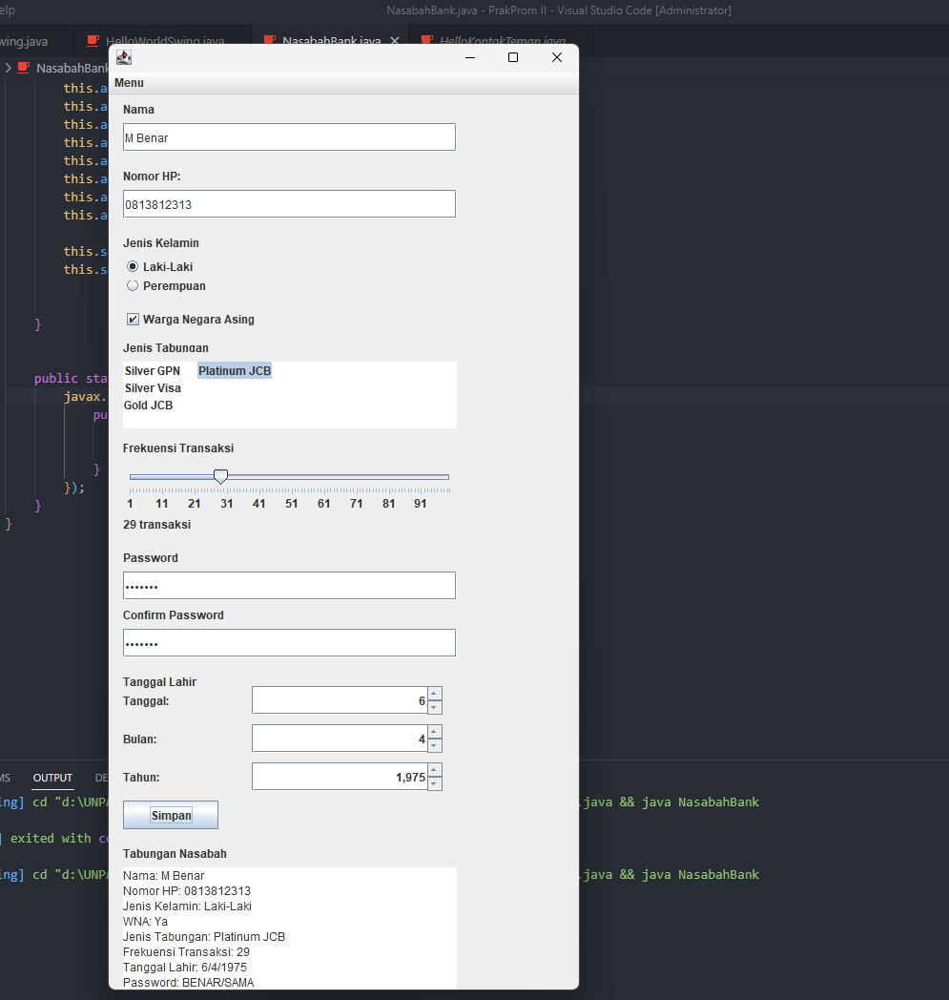 elp
NasabahBank.java - PrakProm II - Visual Studio Code [Administrator]
wing.java
HelloWorldSwing.java
NasabahBank.java
HelloKontakTeman.java
NasabahBank
this.a
this.a
this.a
this.a
this.a
this.a
this.a
this.a
this.s
this.s
}
public sta
javax.
pu
}
});
}
}
Menu
Nama
M Benar
Nomor HP:
0813812313
Jenis Kelamin
Laki-Laki
Perempuan
Warga Negara Asing
Jenis Tabungan
Silver GPN Platinum JCB
Silver Visa
Gold JCB
Frekuensi Transaksi
1 11 21 31 41 51 61 71 81 91
29 transaksi
Password
•••••••
Confirm Password
•••••••
Tanggal Lahir
Tanggal: 6
Bulan: 4
Tahun: 1,975
Simpan
Tabungan Nasabah
Nama: M Benar
Nomor HP: 0813812313
Jenis Kelamin: Laki-Laki
WNA: Ya
Jenis Tabungan: Platinum JCB
Frekuensi Transaksi: 29
Tanggal Lahir: 6/4/1975
Password: BENAR/SAMA
MS OUTPUT DE
ing] cd "d:\UNPA .java && java NasabahBank
] exited with co
ing] cd "d:\UNPA .java && java NasabahBank